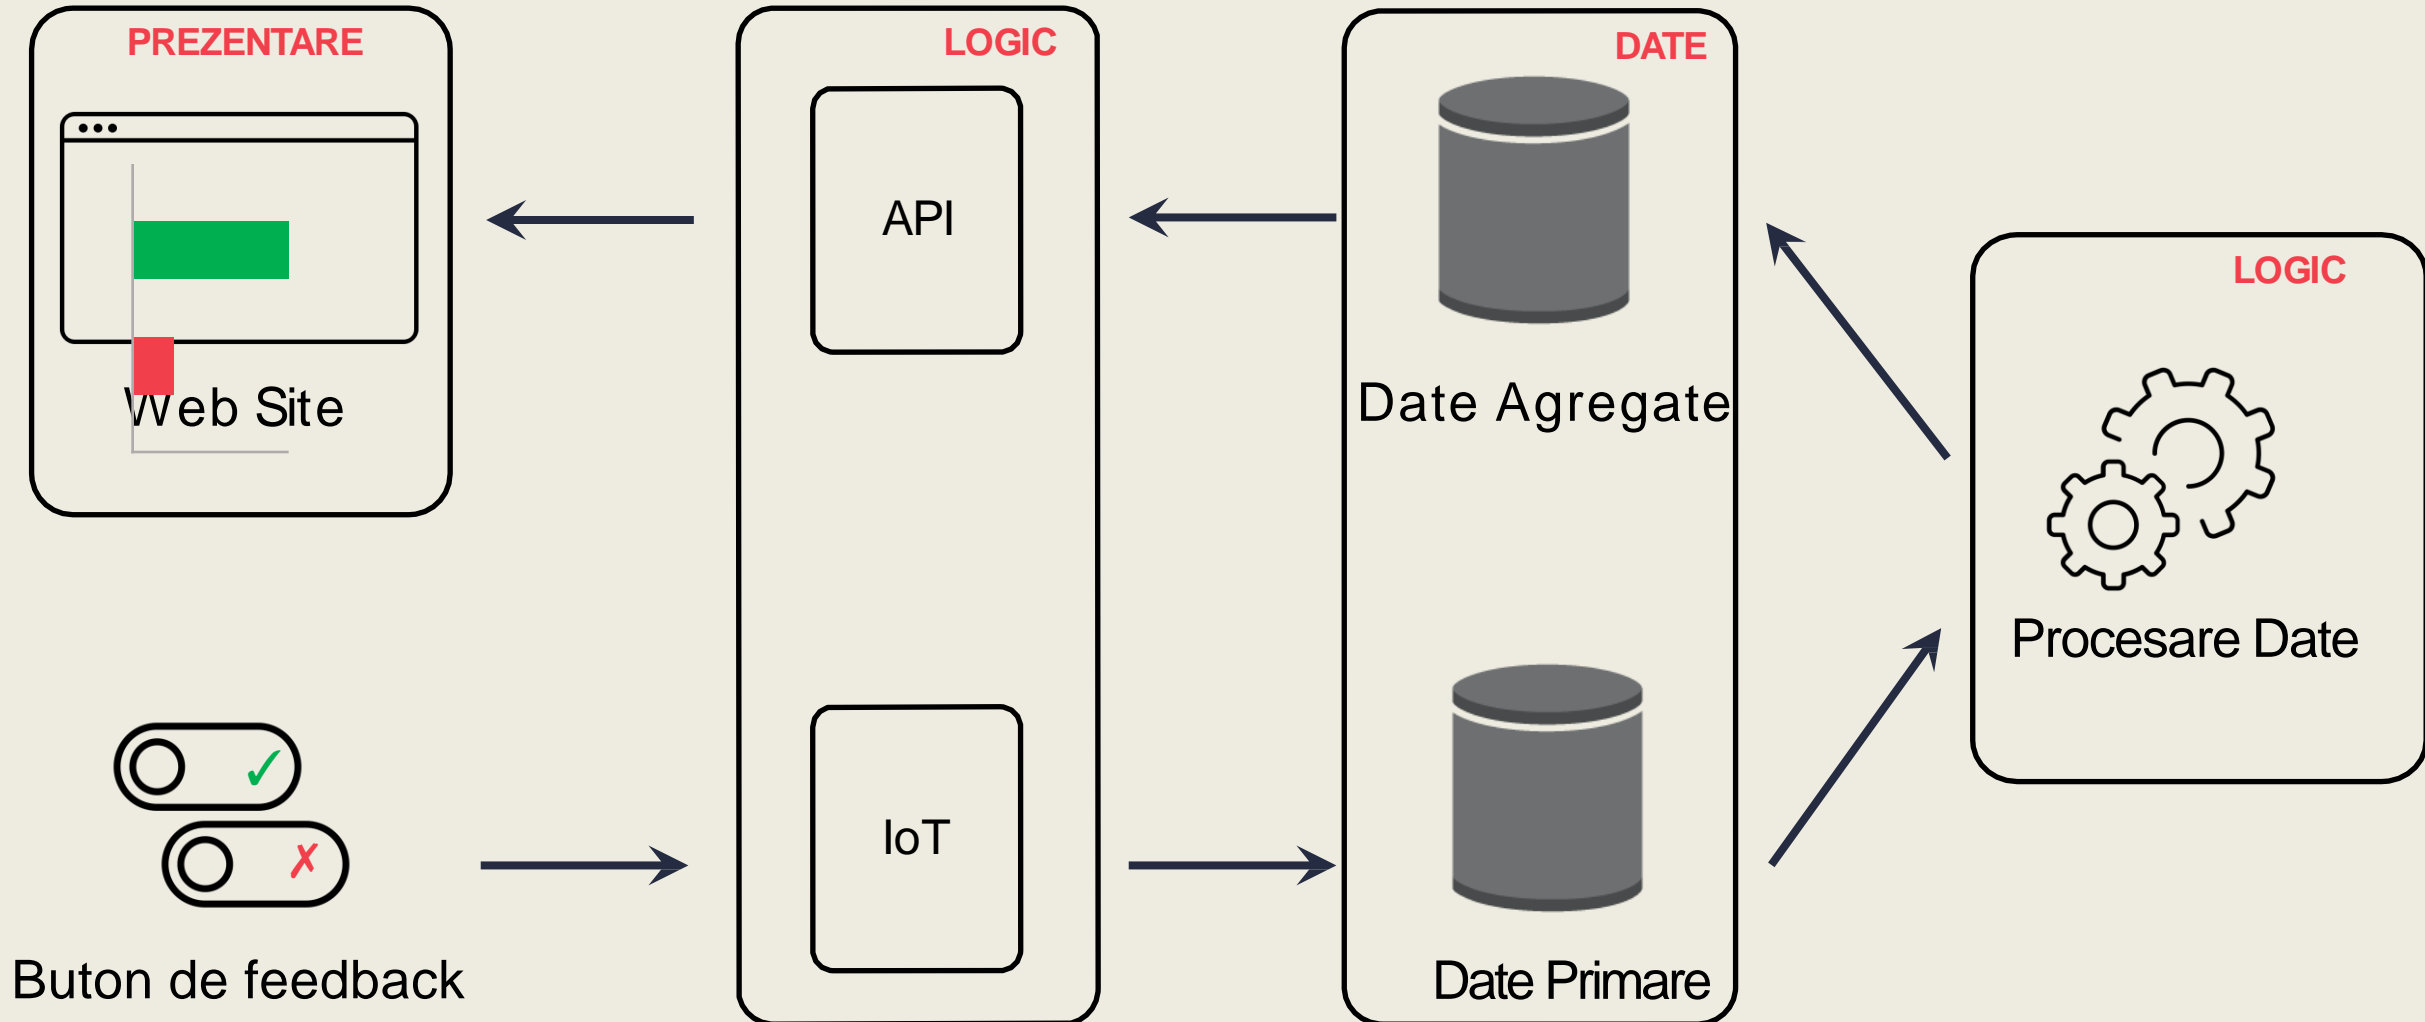 PREZENTARE
Web Site
Buton de feedback
LOGIC
API
IoT
DATE
Date Agregate
Date Primare
LOGIC
Procesare Date